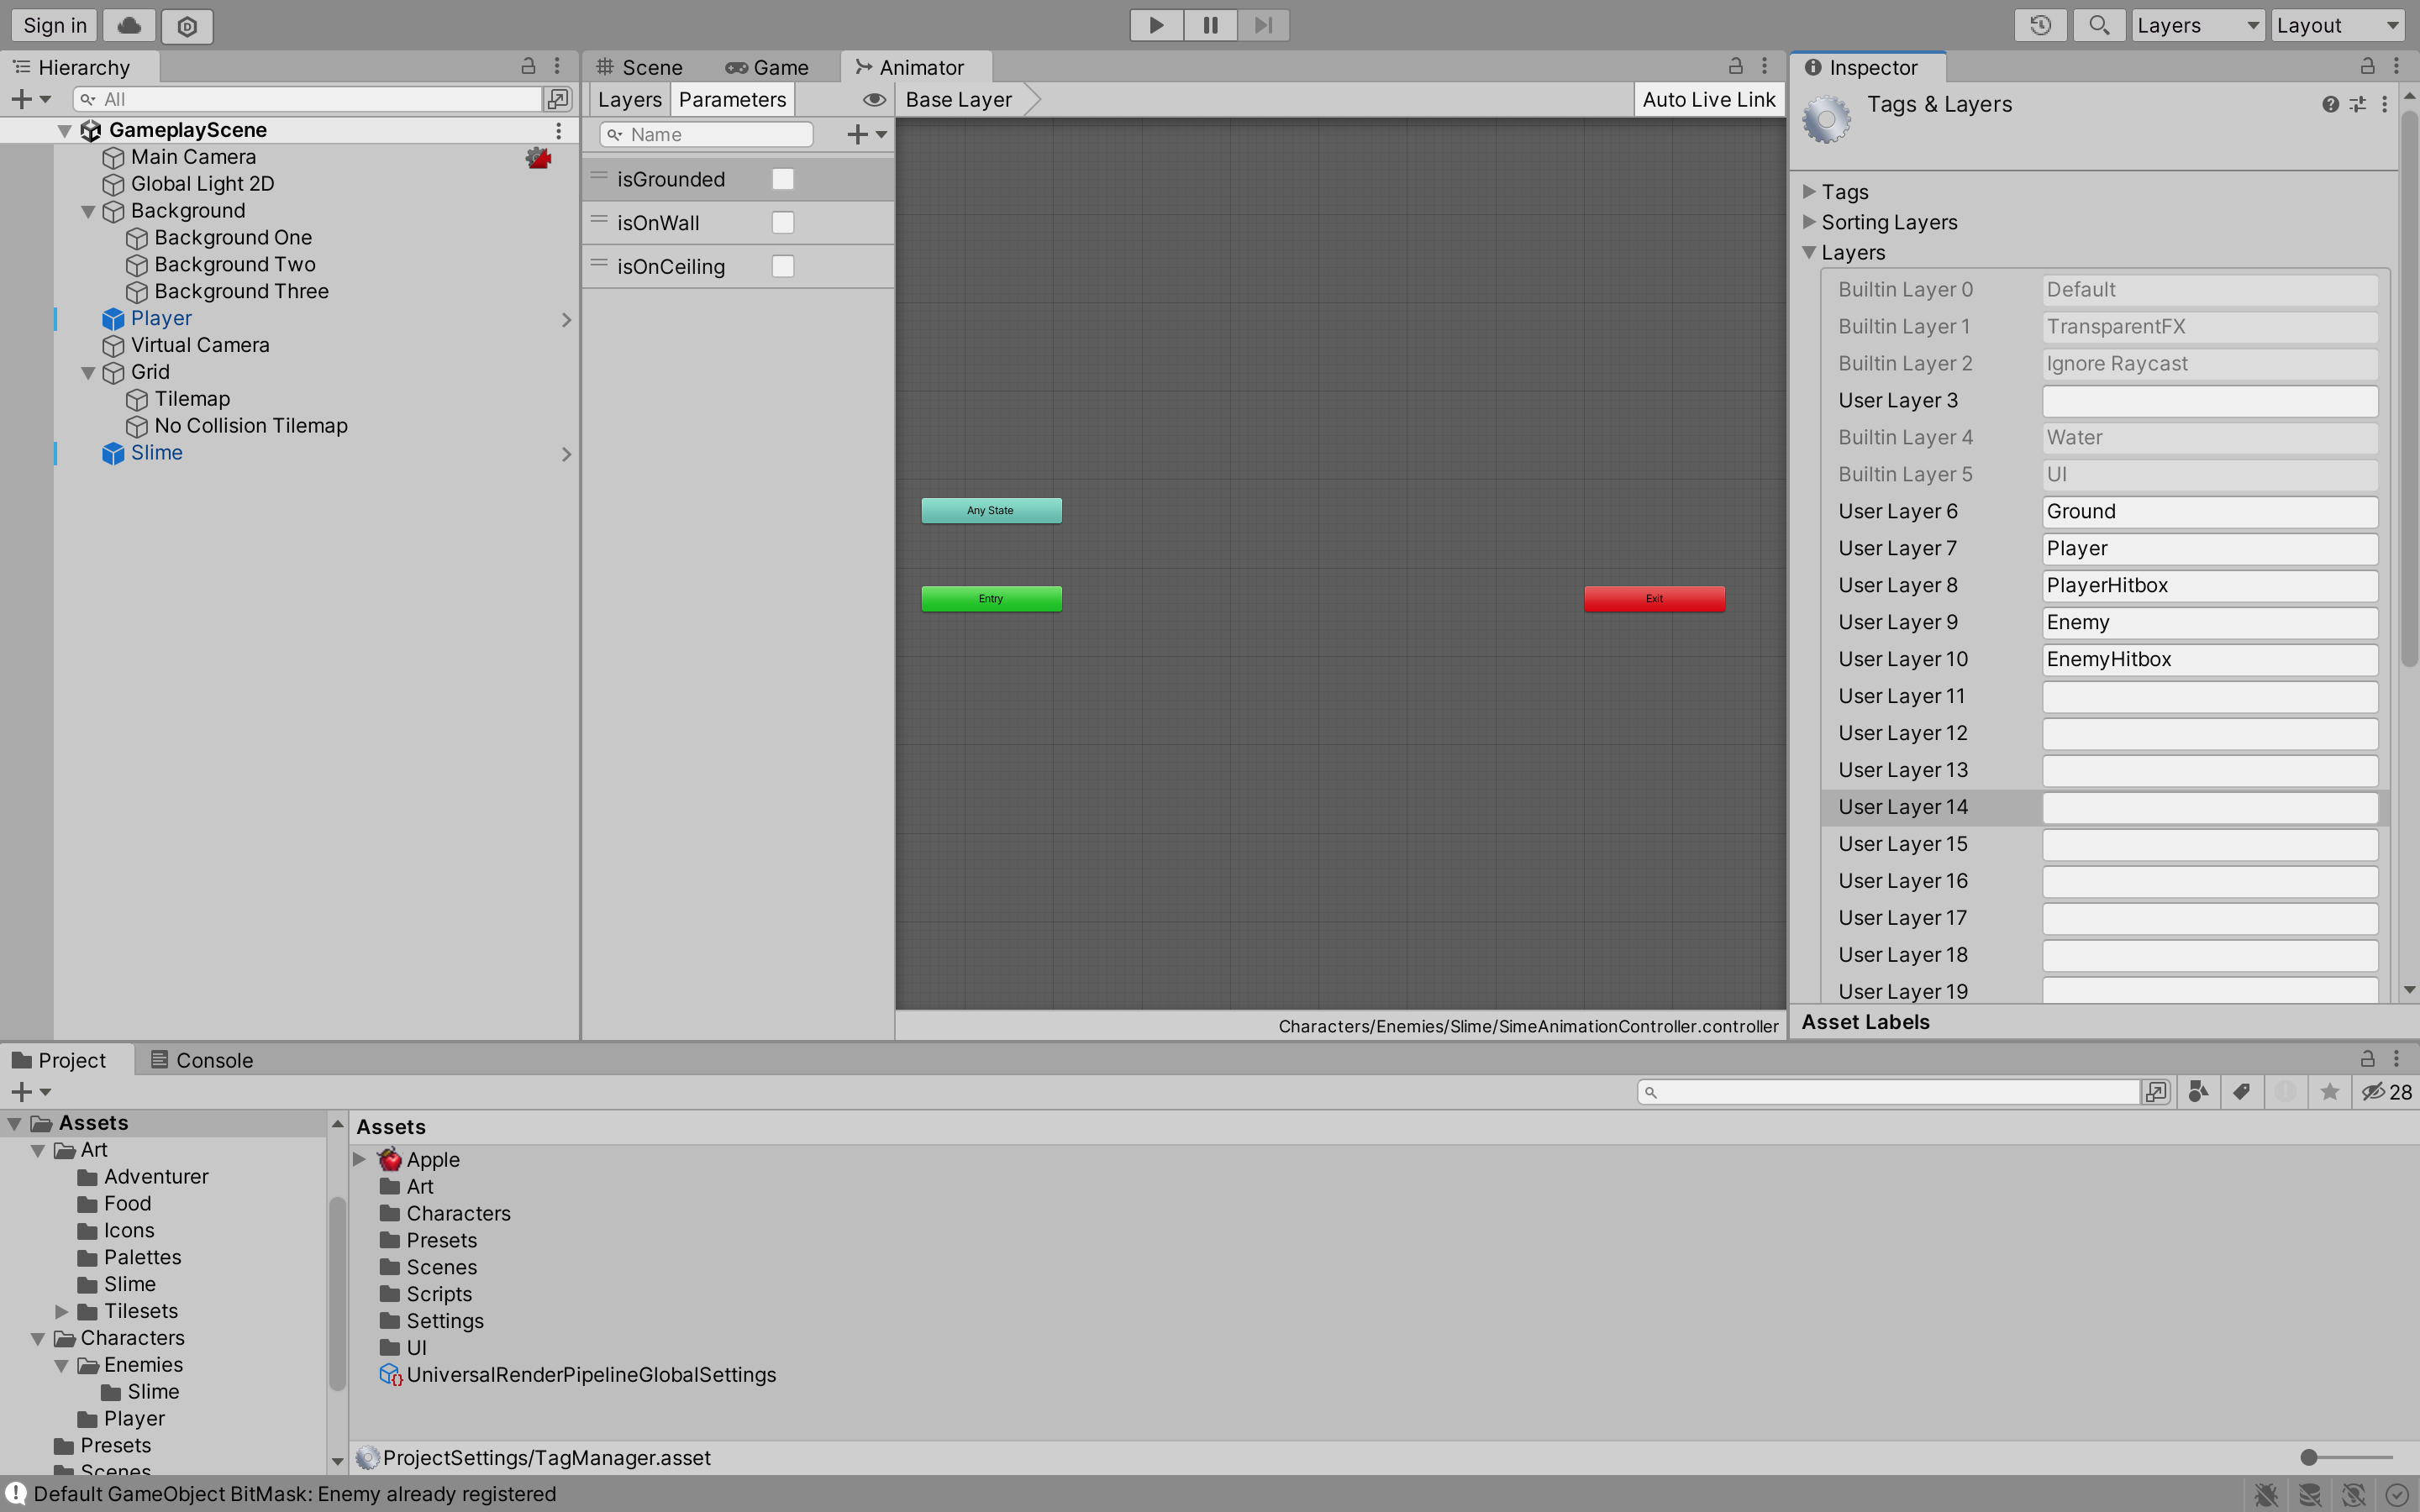 Sign in
Layers
Layout
Hierarchy
All
GameplayScene
Main Camera
Global Light 2D
Background
Background One
Background Two
Background Three
Player
Virtual Camera
Grid
Tilemap
No Collision Tilemap
Slime
Scene
Game
Animator
Layers
Parameters
Base Layer
Auto Live Link
Name
isGrounded
isOnWall
isOnCeiling
Any State
Entry
Exit
Characters/Enemies/Slime/SimeAnimationController.controller
Inspector
Tags & Layers
Tags
Sorting Layers
Layers
Builtin Layer 0 Default
Builtin Layer 1 TransparentFX
Builtin Layer 2 Ignore Raycast
User Layer 3
Builtin Layer 4 Water
Builtin Layer 5 UI
User Layer 6 Ground
User Layer 7 Player
User Layer 8 PlayerHitbox
User Layer 9 Enemy
User Layer 10 EnemyHitbox
User Layer 11
User Layer 12
User Layer 13
User Layer 14
User Layer 15
User Layer 16
User Layer 17
User Layer 18
User Layer 19
Asset Labels
Project
Console
28
Assets
Art
Adventurer
Food
Icons
Palettes
Slime
Tilesets
Characters
Enemies
Slime
Player
Presets
Scenes
Assets
Apple
Art
Characters
Presets
Scenes
Scripts
Settings
UI
UniversalRenderPipelineGlobalSettings
ProjectSettings/TagManager.asset
Default GameObject BitMask: Enemy already registered